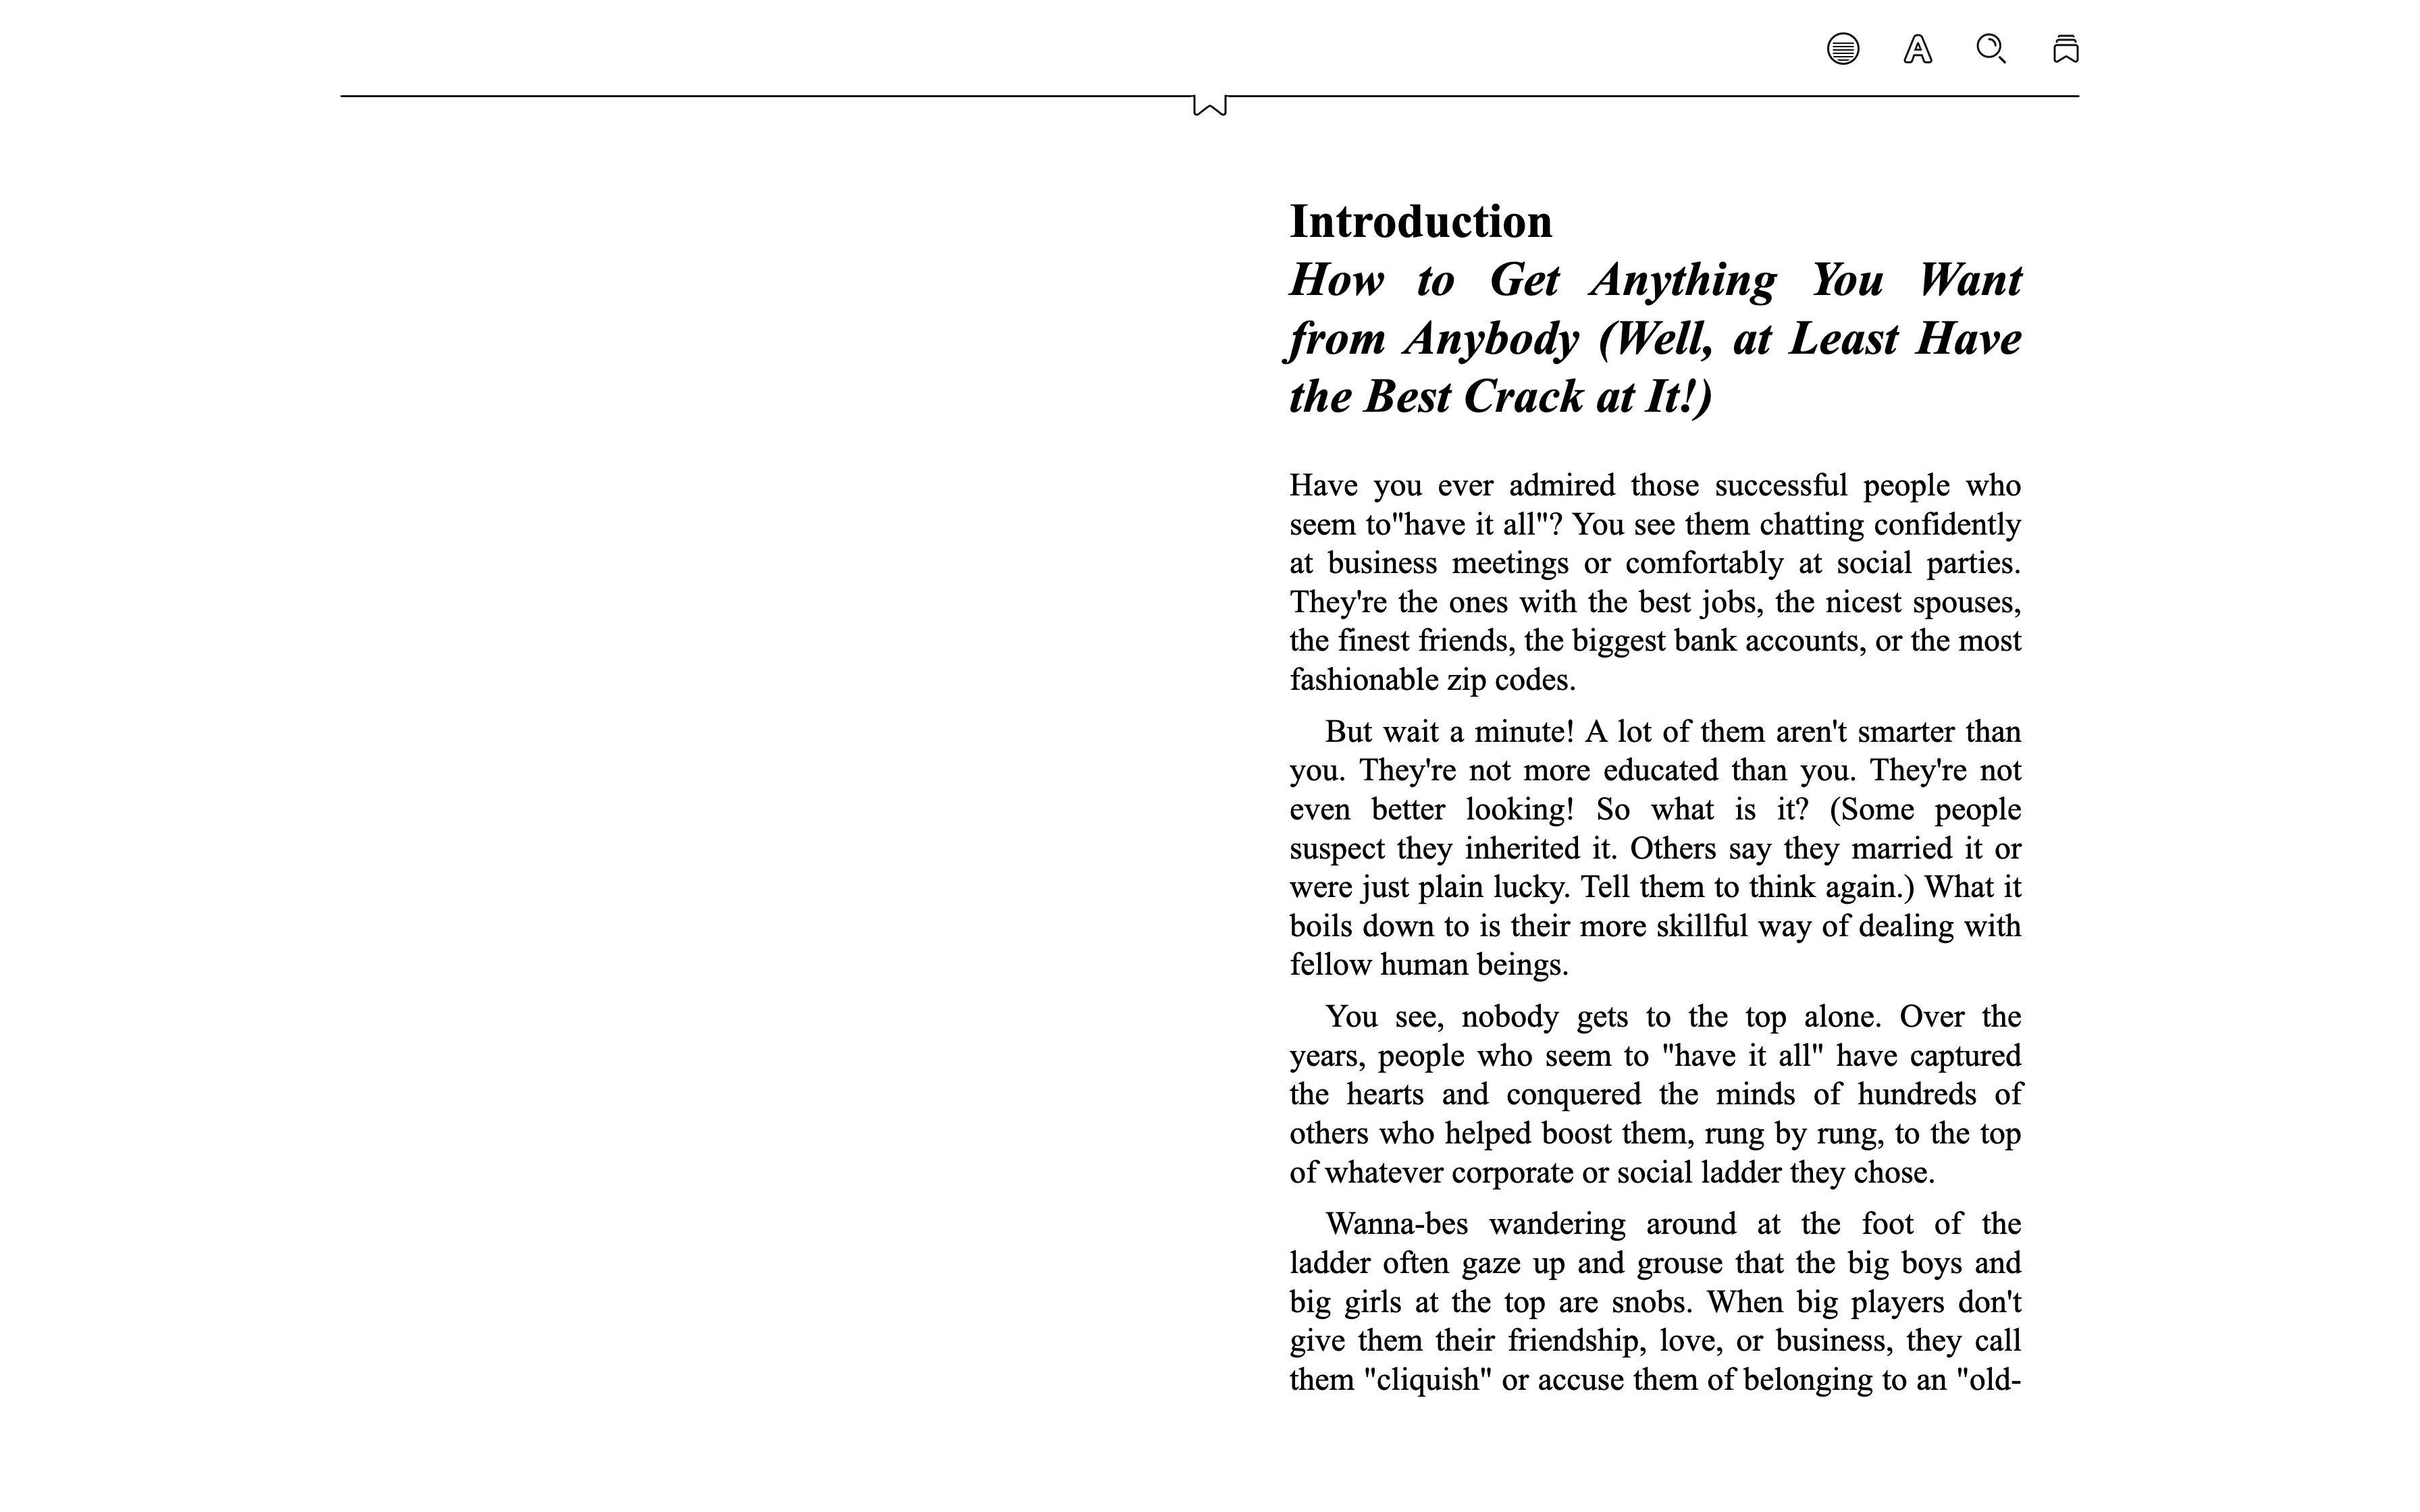 Introduction
How to Get Anything You Want
from Anybody (Well, at Least Have
the Best Crack at It!)
Have you ever admired those successful people who
seem to"have it all"? You see them chatting confidently
at business meetings or comfortably at social parties.
They're the ones with the best jobs, the nicest spouses,
the finest friends, the biggest bank accounts, or the most
fashionable zip codes.
But wait a minute! A lot of them aren't smarter than
you. They're not more educated than you. They're not
even better looking! So what is it? (Some people
suspect they inherited it. Others say they married it or
were just plain lucky. Tell them to think again.) What it
boils down to is their more skillful way of dealing with
fellow human beings.
You see, nobody gets to the top alone. Over the
years, people who seem to "have it all" have captured
the hearts and conquered the minds of hundreds of
others who helped boost them, rung by rung, to the top
of whatever corporate or social ladder they chose.
Wanna-bes wandering around at the foot of the
ladder often gaze up and grouse that the big boys and
big girls at the top are snobs. When big players don't
give them their friendship, love, or business, they call
them "cliquish" or accuse them of belonging to an "old-